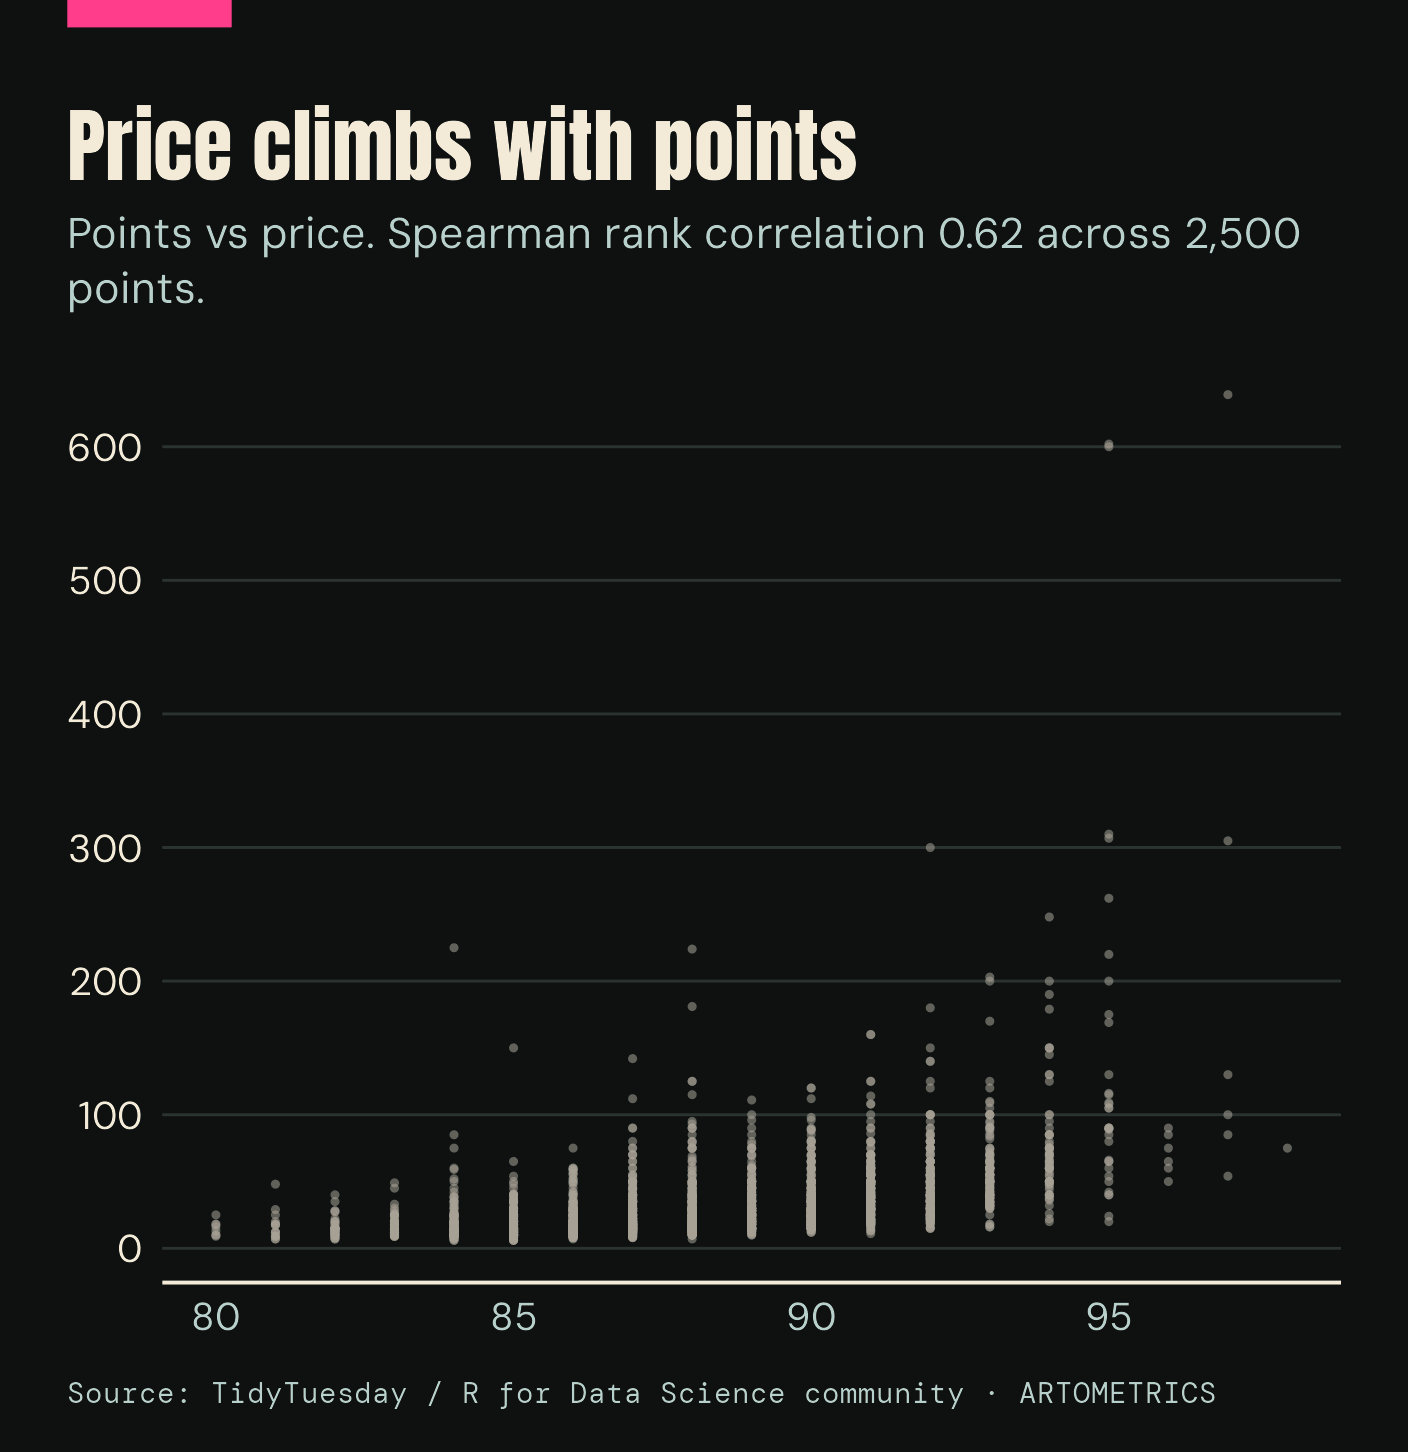 Price climbs with points
Points vs price. Spearman rank correlation 0.62 across 2,500
points.
600
500
400
300
200
100
0
80 85 90 95
Source: TidyTuesday / R for Data Science community · ARTOMETRICS